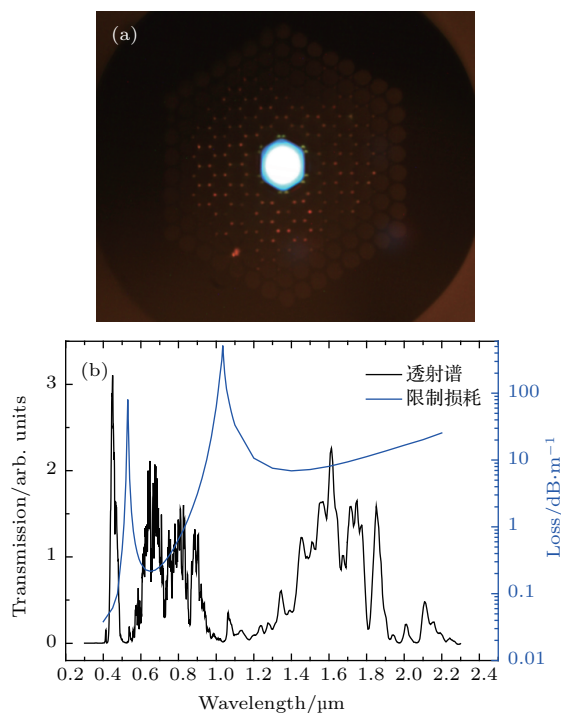 (a)
(b)
透射谱
限制损耗
3
2
1
0
Transmission/arb. units
100
10
1
0.1
0.01
Loss/dB·m⁻¹
0.2 0.4 0.6 0.8 1.0 1.2 1.4 1.6 1.8 2.0 2.2 2.4
Wavelength/µm